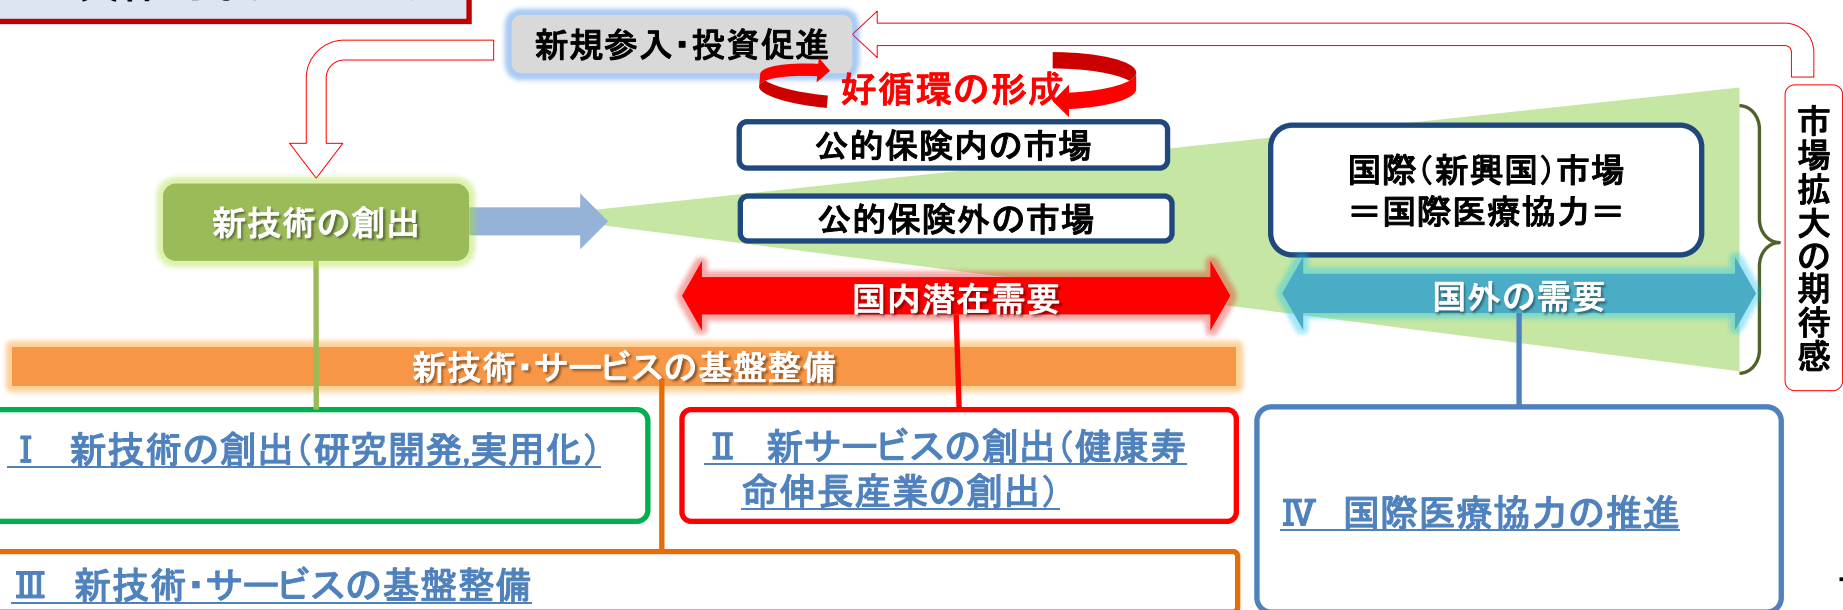 新規参入・投資促進
好循環の形成
公的保険内の市場
公的保険外の市場
国際（新興国）市場
＝国際医療協力＝
市場拡大の期待感
新技術の創出
国内潜在需要
国外の需要
新技術・サービスの基盤整備
Ⅰ　新技術の創出（研究開発,実用化）
Ⅱ　新サービスの創出（健康寿
命伸長産業の創出）
Ⅳ　国際医療協力の推進
Ⅲ　新技術・サービスの基盤整備